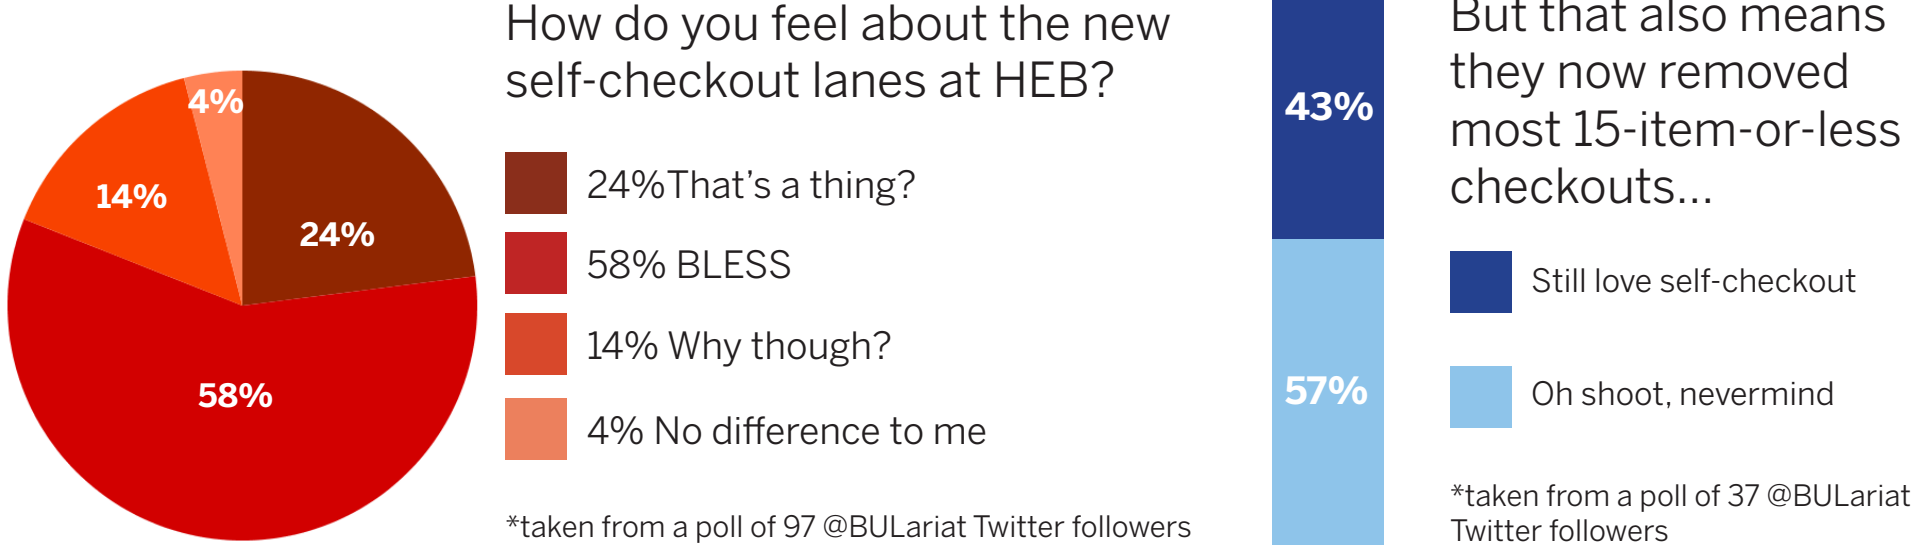 How do you feel about the new
self-checkout lanes at HEB?
4%
14%
24%
58%
24%That's a thing?
58% BLESS
14% Why though?
4% No difference to me
*taken from a poll of 97 @BULariat Twitter followers
43%
57%
But that also means
they now removed
most 15-item-or-less
checkouts...
Still love self-checkout
Oh shoot, nevermind
*taken from a poll of 37 @BULariat
Twitter followers